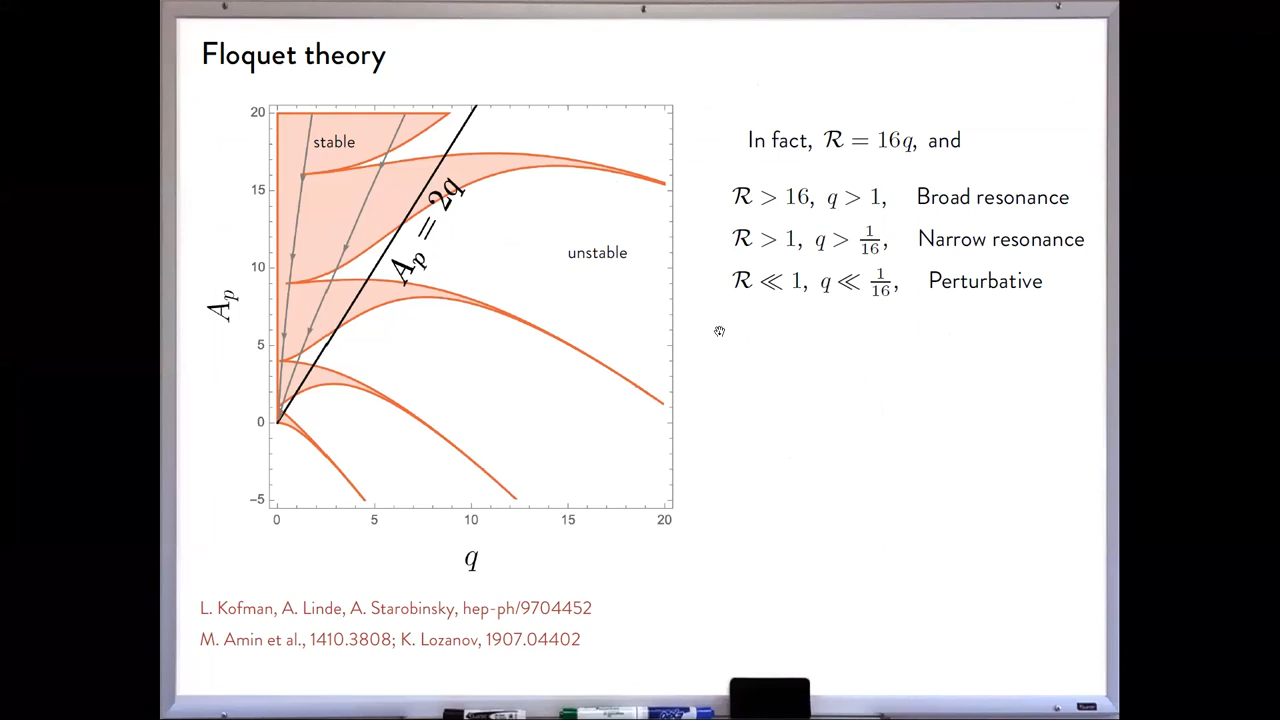 Floquet theory
20
15
10
5
0
−5
A_p
stable
unstable
A_p = 2q
0 5 10 15 20
q
In fact, ℛ = 16q, and
ℛ > 16, q > 1, Broad resonance
ℛ > 1, q > 1/16, Narrow resonance
ℛ ≪ 1, q ≪ 1/16, Perturbative
L. Kofman, A. Linde, A. Starobinsky, hep-ph/9704452
M. Amin et al., 1410.3808; K. Lozanov, 1907.04402